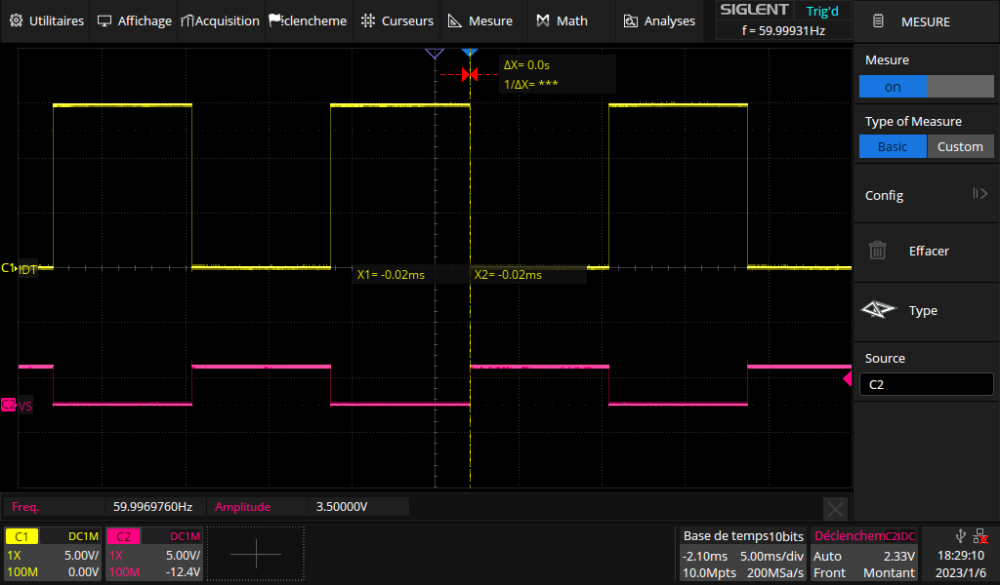 Utilitaires Affichage Acquisition Déclencheme Curseurs Mesure Math Analyses
SIGLENT Trig'd
f = 59.99931Hz
MESURE
ΔX= 0.0s
1/ΔX= ***
Mesure
on
Type of Measure
Basic Custom
Config
Effacer
Type
Source
C2
C1 IDT
X1= -0.02ms X2= -0.02ms
C2 VS
Freq. 59.9969760Hz Amplitude 3.50000V
C1 DC1M
1X 5.00V/
100M 0.00V
C2 DC1M
1X 5.00V/
100M -12.4V
Base de temps 10bits
-2.10ms 5.00ms/div
10.0Mpts 200MSa/s
Déclenchem C2 DC
Auto 2.33V
Front Montant
18:29:10
2023/1/6